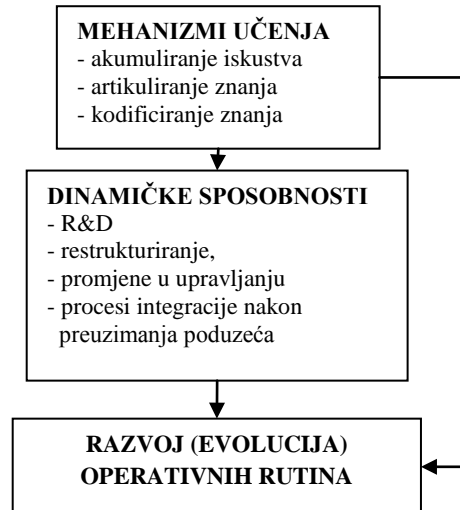 MEHANIZMI UČENJA
- akumuliranje iskustva
- artikuliranje znanja
- kodificiranje znanja
DINAMIČKE SPOSOBNOSTI
- R&D
- restrukturiranje,
- promjene u upravljanju
- procesi integracije nakon
preuzimanja poduzeća
RAZVOJ (EVOLUCIJA)
OPERATIVNIH RUTINA